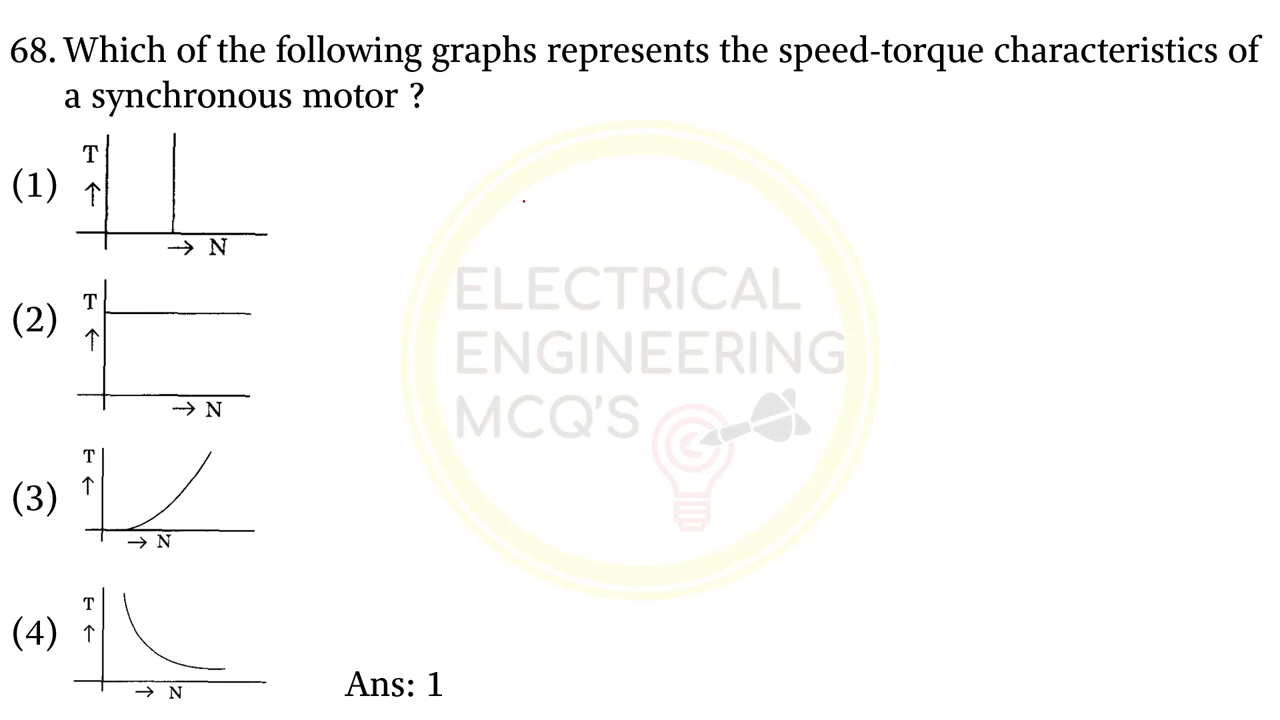 68. Which of the following graphs represents the speed-torque characteristics of
a synchronous motor ?
(1)
T
↑
→ N
(2)
T
↑
→ N
(3)
T
↑
→ N
(4)
T
↑
→ N
ELECTRICAL
ENGINEERING
MCQ'S
Ans: 1